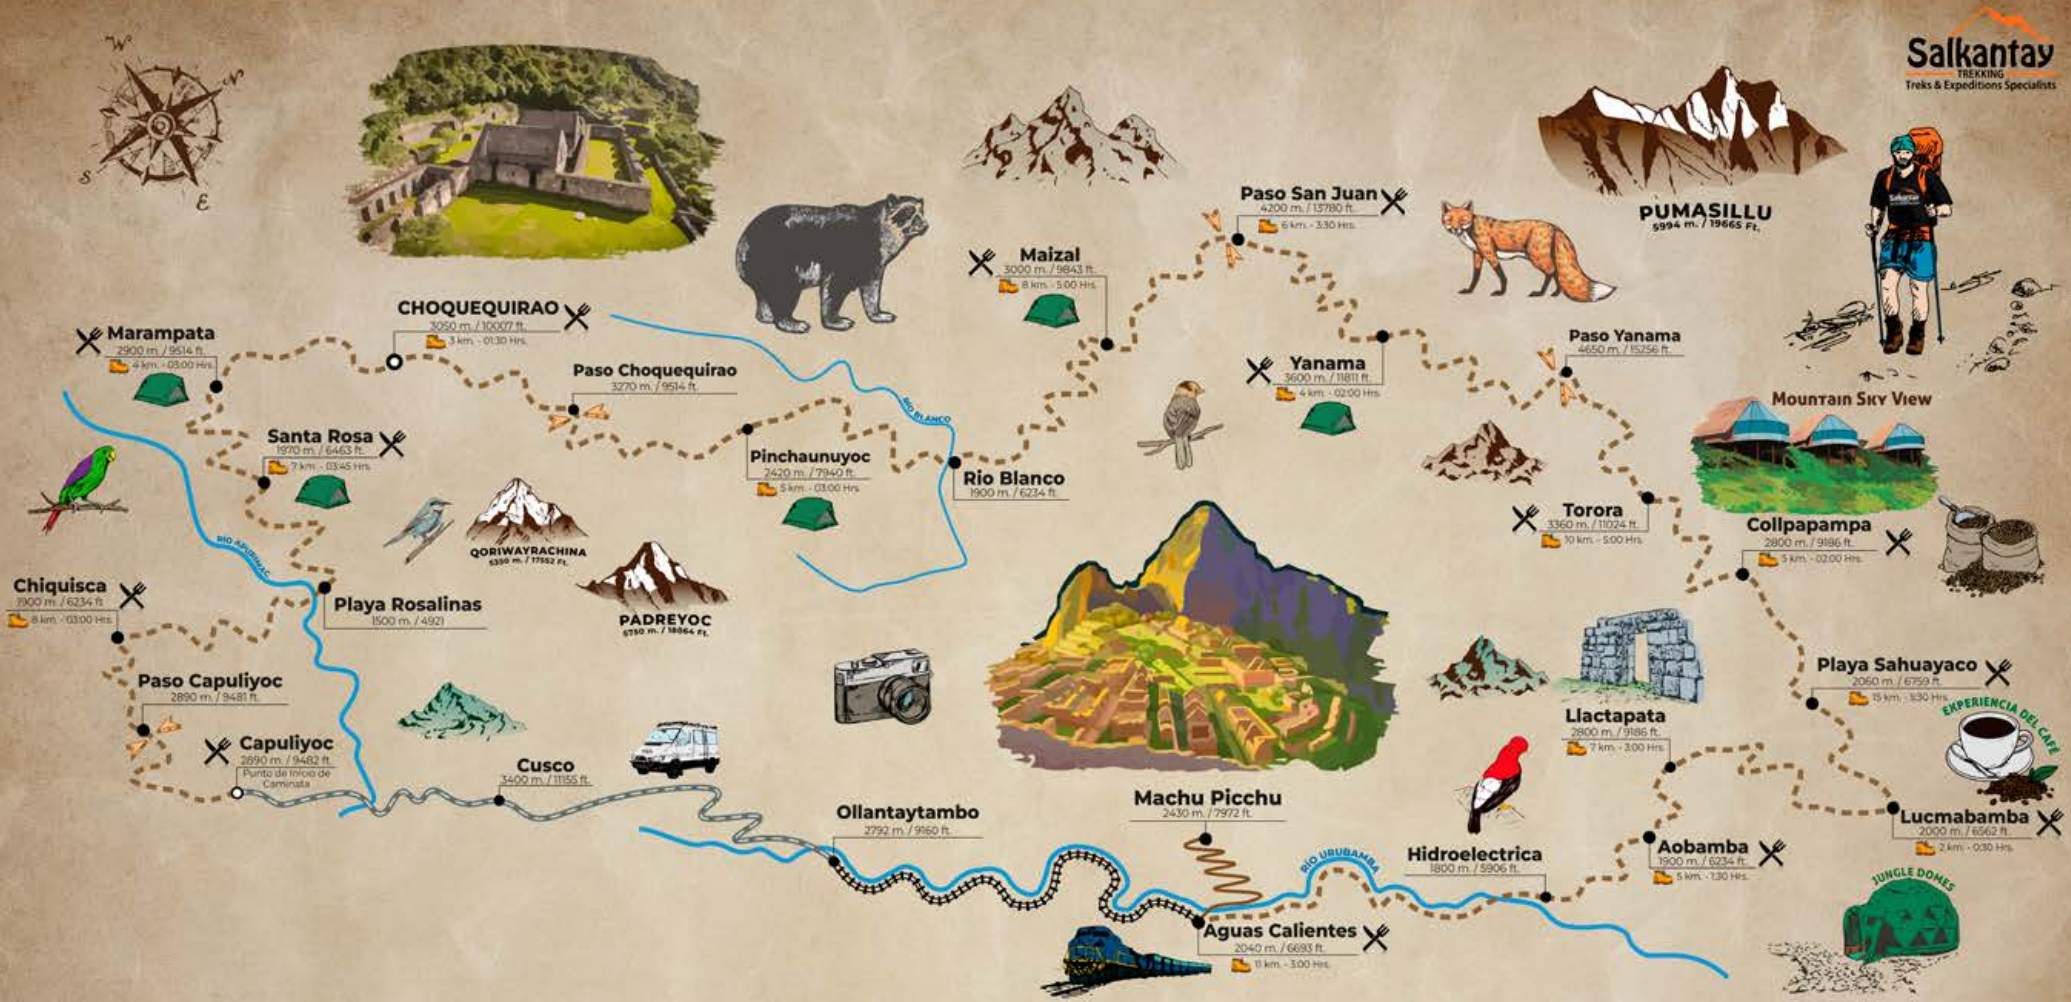 W
N
S
E
Salkantay
TREKKING
Treks & Expeditions Specialists
PUMASILLU
5994 m. / 19665 Ft.
Paso San Juan
4200 m. / 13780 ft.
6 km. - 3:30 Hrs.
Maizal
3000 m. / 9843 ft.
8 km. - 5:00 Hrs.
CHOQUEQUIRAO
3050 m. / 10007 ft.
3 km. - 01:30 Hrs.
Marampata
2900 m. / 9514 ft.
4 km. - 03:00 Hrs.
Paso Choquequirao
3270 m. / 9514 ft.
Yanama
3600 m. / 11811 ft.
4 km. - 02:00 Hrs.
Paso Yanama
4650 m. / 15256 ft.
MOUNTAIN SKY VIEW
RÍO BLANCO
Santa Rosa
1970 m. / 6463 ft.
7 km. - 03:45 Hrs.
Pinchaunuyoc
2420 m. / 7940 ft.
5 km. - 03:00 Hrs.
Rio Blanco
1900 m. / 6234 ft.
Torora
3360 m. / 11024 ft.
10 km. - 5:00 Hrs.
Collpapampa
2800 m. / 9186 ft.
5 km. - 02:00 Hrs.
QORIWAYRACHINA
5350 m. / 17552 Ft.
PADREYOC
5750 m. / 18864 Ft.
RÍO APURIMAC
Chiquisca
1900 m. / 6234 ft
8 km. - 03:00 Hrs.
Playa Rosalinas
1500 m. / 4921
Paso Capuliyoc
2890 m. / 9481 ft.
Capuliyoc
2890 m. / 9482 ft.
Punto de Inicio de
Caminata
Cusco
3400 m. / 11155 ft.
Ollantaytambo
2792 m. / 9160 ft.
Machu Picchu
2430 m. / 7972 ft.
Playa Sahuayaco
2060 m. / 6759 ft.
15 km. - 5:30 Hrs.
EXPERIENCIA DEL CAFÉ
Llactapata
2800 m. / 9186 ft.
7 km. - 3:00 Hrs.
Lucmabamba
2000 m. / 6562 ft.
2 km. - 0:30 Hrs.
Aobamba
1900 m. / 6234 ft.
5 km. - 1:30 Hrs.
Hidroelectrica
1800 m. / 5906 ft.
RÍO URUBAMBA
Aguas Calientes
2040 m. / 6693 ft.
11 km. - 3:00 Hrs.
JUNGLE DOMES